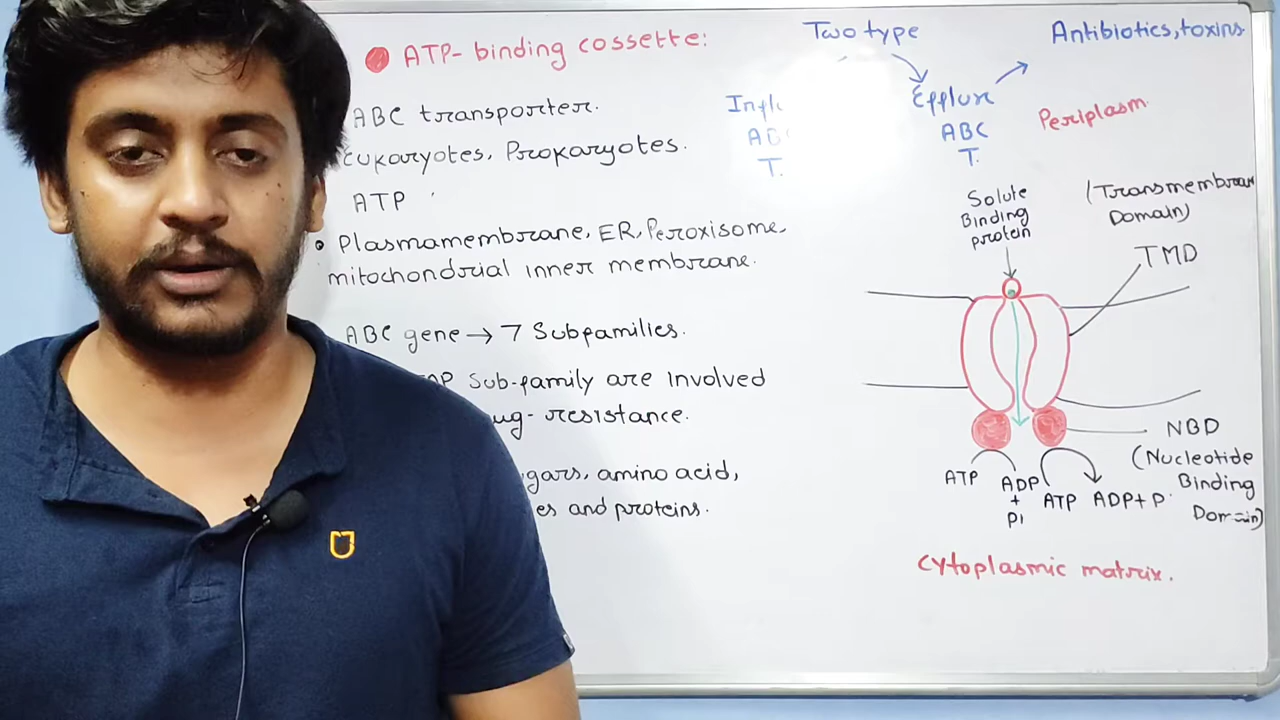 ATP-binding cossette:
ABC transporter.
Eukaryotes, Prokaryotes.
ATP
• Plasmamembrane, ER, Peroxisome,
mitochondrial inner membrane.
ABC gene → 7 Subfamilies.
Sub-family are involved
resistance.
amino acid,
and proteins.
Two type
Efflux
ABC
T.
Antibiotics, toxins
Periplasm
Solute
Binding
protein
(Transmembrane
Domain)
TMD
NBD
(Nucleotide
Binding
Domain)
ATP
ADP
+
Pi
ATP
ADP+P
Cytoplasmic matrix.